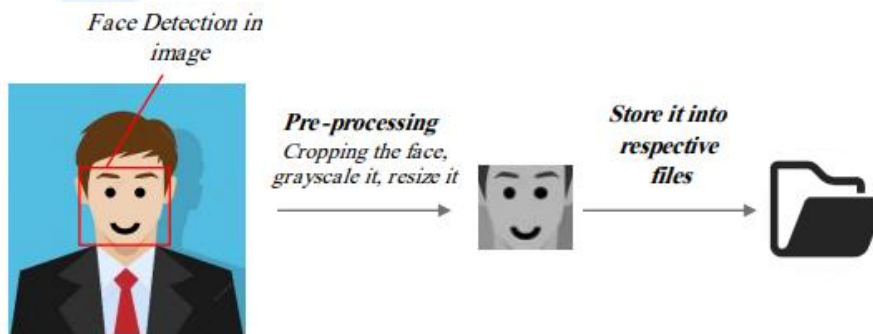 Face Detection in
image
Pre-processing
Cropping the face,
grayscale it, resize it
Store it into
respective
files